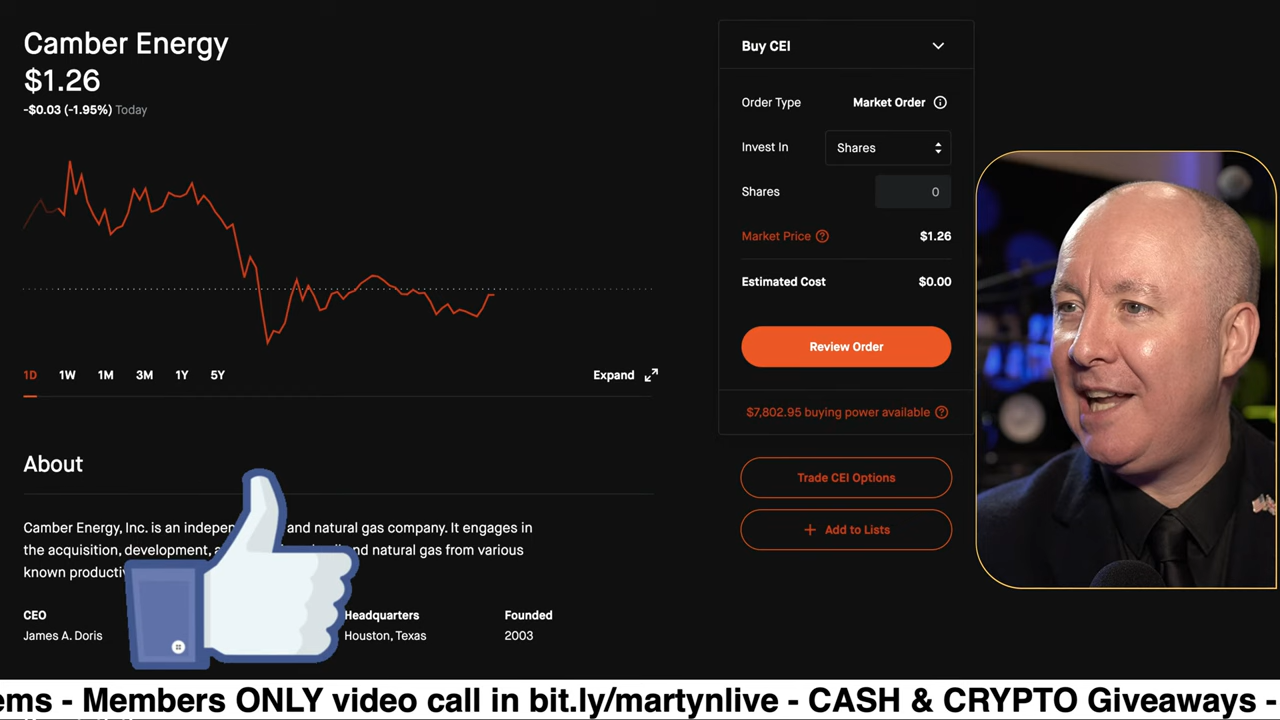 Camber Energy
$1.26
-$0.03 (-1.95%) Today
1D 1W 1M 3M 1Y 5Y
Expand
About
Camber Energy, Inc. is an indepen and natural gas company. It engages in
the acquisition, development, a nd natural gas from various
known producti
CEO Headquarters Founded
James A. Doris Houston, Texas 2003
Buy CEI
Order Type Market Order
Invest In Shares
Shares 0
Market Price $1.26
Estimated Cost $0.00
Review Order
$7,802.95 buying power available
Trade CEI Options
+ Add to Lists
ems - Members ONLY video call in bit.ly/martynlive - CASH & CRYPTO Giveaways -